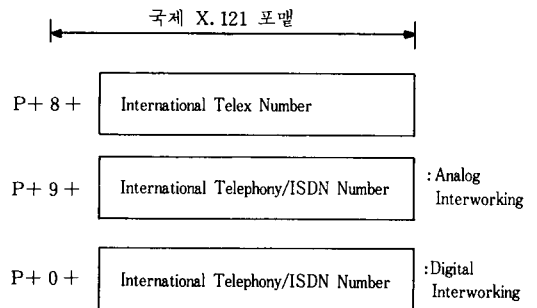 국제 X.121 포맽
P+ 8 + International Telex Number
P+ 9 + International Telephony/ISDN Number : Analog
Interworking
P+ 0 + International Telephony/ISDN Number :Digital
Interworking